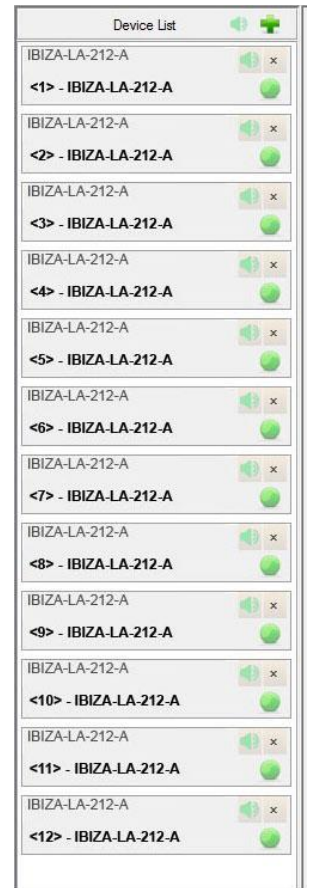 Device List
IBIZA-LA-212-A
<1> - IBIZA-LA-212-A
IBIZA-LA-212-A
<2> - IBIZA-LA-212-A
IBIZA-LA-212-A
<3> - IBIZA-LA-212-A
IBIZA-LA-212-A
<4> - IBIZA-LA-212-A
IBIZA-LA-212-A
<5> - IBIZA-LA-212-A
IBIZA-LA-212-A
<6> - IBIZA-LA-212-A
IBIZA-LA-212-A
<7> - IBIZA-LA-212-A
IBIZA-LA-212-A
<8> - IBIZA-LA-212-A
IBIZA-LA-212-A
<9> - IBIZA-LA-212-A
IBIZA-LA-212-A
<10> - IBIZA-LA-212-A
IBIZA-LA-212-A
<11> - IBIZA-LA-212-A
IBIZA-LA-212-A
<12> - IBIZA-LA-212-A